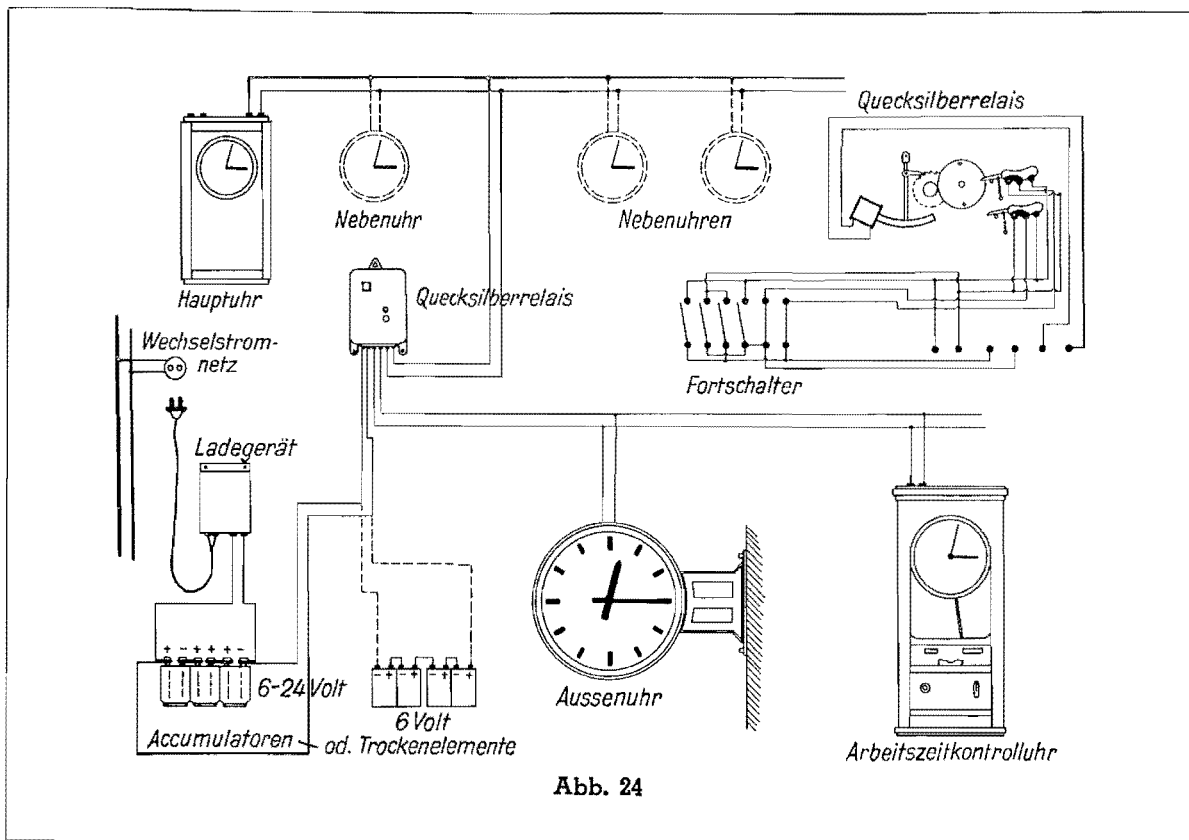 Quecksilberrelais
Nebenuhr
Nebenuhren
Hauptuhr
Quecksilberrelais
Wechselstrom-
netz
Fortschalter
Ladegerät
+ - + + + -
6-24 Volt
- + - + - + - +
6 Volt
Accumulatoren - od. Trockenelemente
Aussenuhr
Arbeitszeitkontrolluhr
Abb. 24